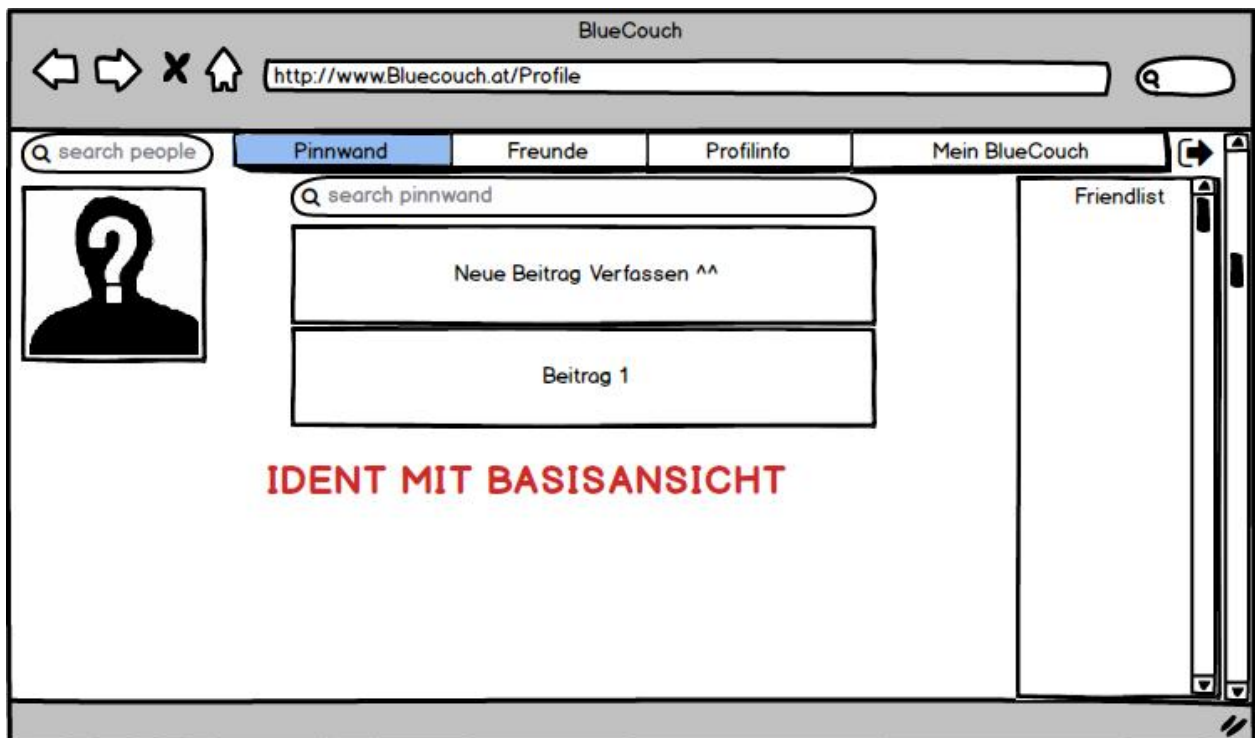 BlueCouch
http://www.Bluecouch.at/Profile
search people
Pinnwand
Freunde
Profilinfo
Mein BlueCouch
search pinnwand
Friendlist
Neue Beitrag Verfassen ^^
Beitrag 1
IDENT MIT BASISANSICHT